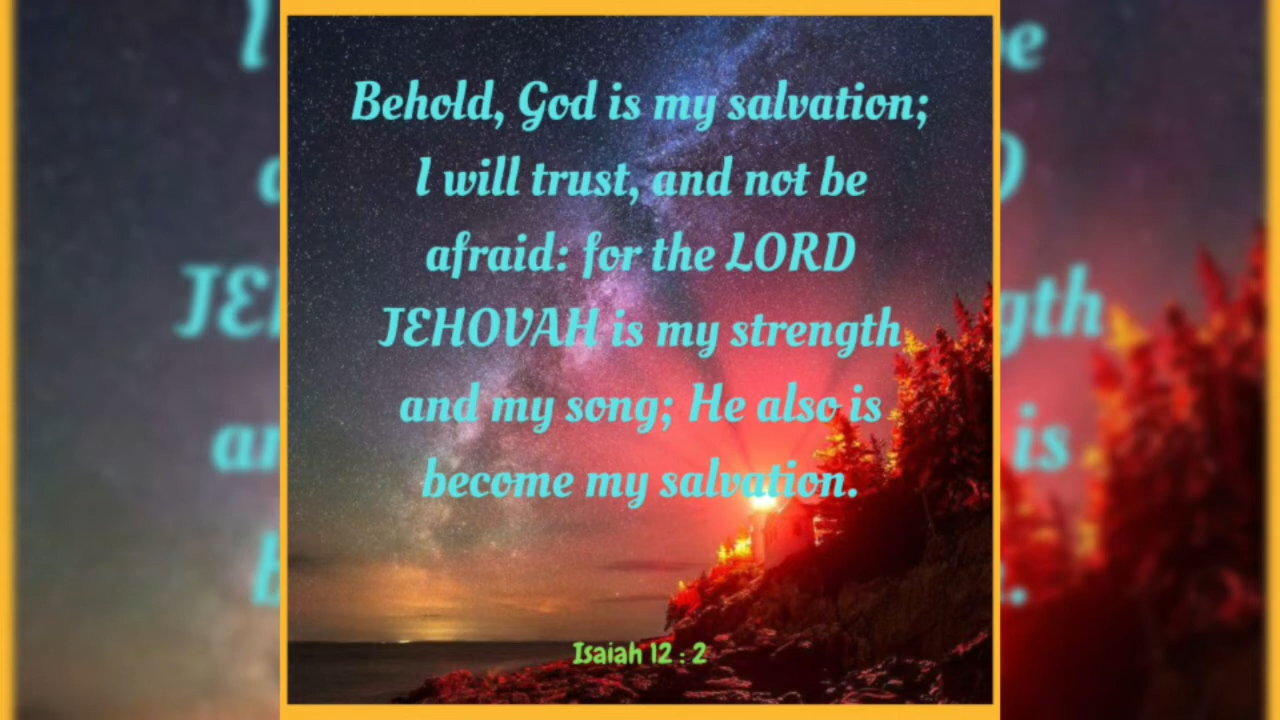 Behold, God is my salvation;
I will trust, and not be
afraid: for the LORD
JEHOVAH is my strength
and my song; He also is
become my salvation.
Isaiah 12 : 2